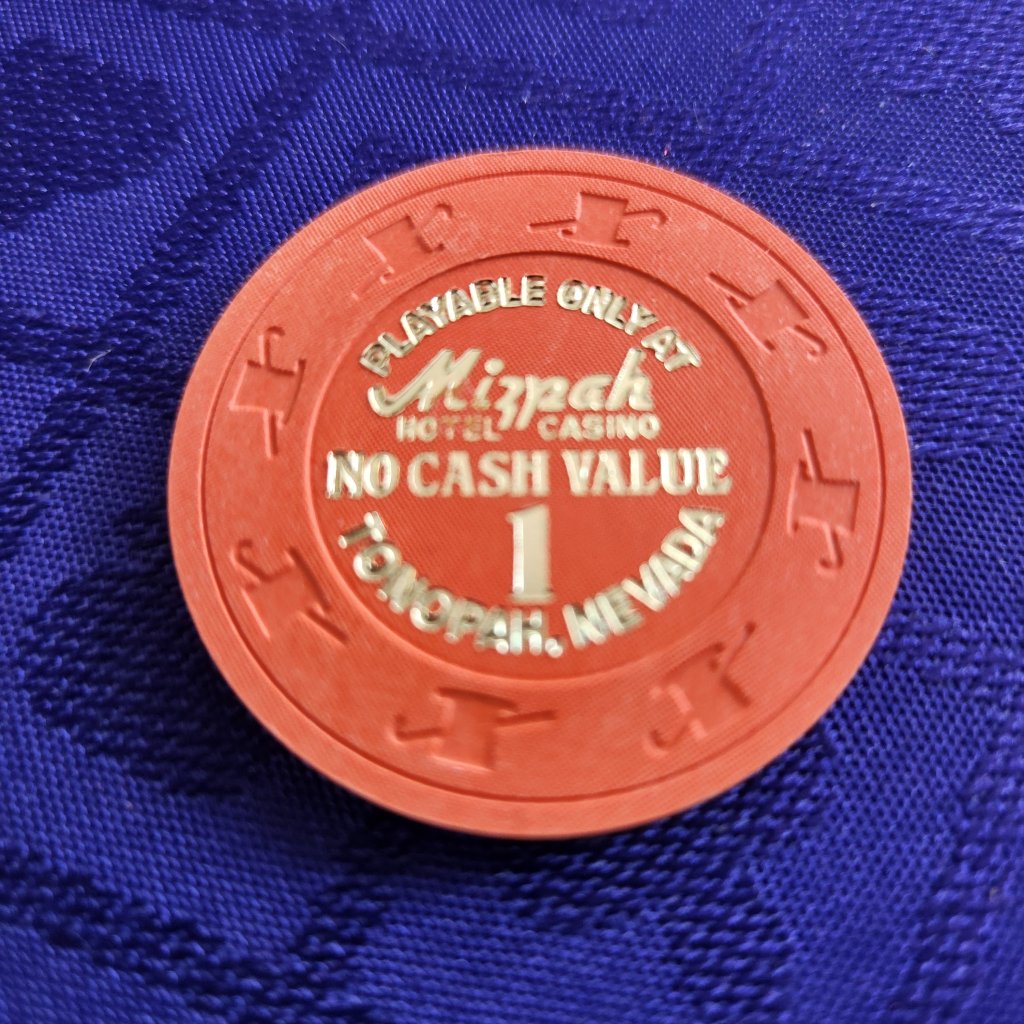 PLAYABLE ONLY AT
Mizpah
HOTEL CASINO
NO CASH VALUE
1
TONOPAH, NEVADA